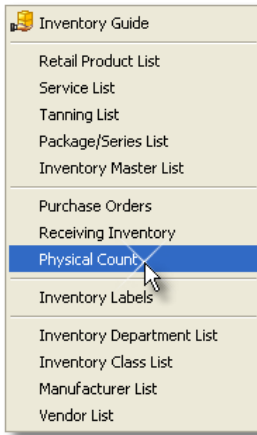 Inventory Guide
Retail Product List
Service List
Tanning List
Package/Series List
Inventory Master List
Purchase Orders
Receiving Inventory
Physical Count
Inventory Labels
Inventory Department List
Inventory Class List
Manufacturer List
Vendor List